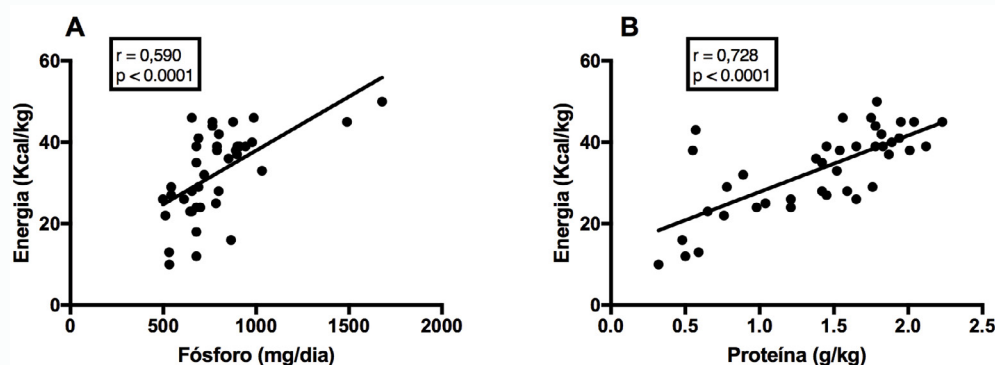 A
r = 0,590
p < 0.0001
Energia (Kcal/kg)
60
40
20
0
0 500 1000 1500 2000
Fósforo (mg/dia)
B
r = 0,728
p < 0.0001
Energia (Kcal/kg)
60
40
20
0
0.0 0.5 1.0 1.5 2.0 2.5
Proteína (g/kg)